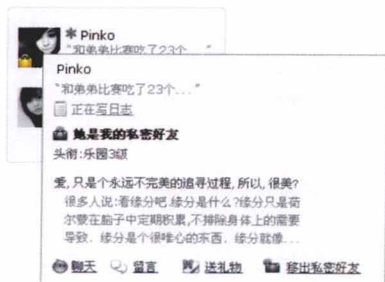 Pinko
“和弟弟比赛吃了23个...”
Pinko
“和弟弟比赛吃了23个...”
正在写日志
她是我的私密好友
头衔:乐园3级
爱,只是个永远不完美的追寻过程,所以,很美?
很多人说:看缘分吧.缘分是什么?缘分只是荷
尔蒙在脑子中定期积累,不排除身体上的需要
导致. 缘分是个很唯心的东西. 缘分就像...
聊天 留言 送礼物 移出私密好友